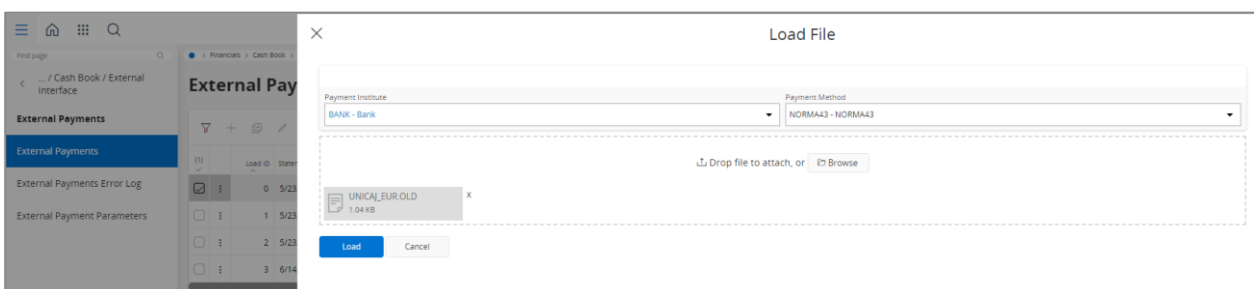 Find page
… / Cash Book / External Interface
External Payments
External Payments
External Payments Error Log
External Payment Parameters
> Financials > Cash Book >
External Pay
(1)
Load ID
0 5/23
1 5/23
2 5/23
3 6/14
Load File
Payment Institute
BANK - Bank
Payment Method
NORMA43 - NORMA43
Drop file to attach, or Browse
UNICAJ_EUR.OLD
x
1.04 KB
Load
Cancel